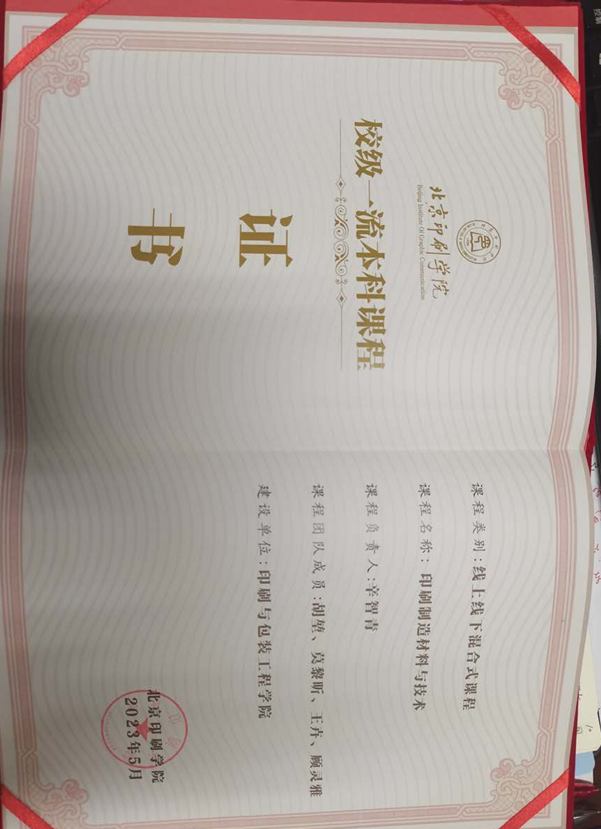 北京印刷学院
Beijing Institute Of Graphic Communication
校级一流本科课程
证
书
课程类别：线上线下混合式课程
课程名称：印刷制造材料与技术
课程负责人：辛智青
课程团队成员：胡堃、莫黎昕、王卉、顾灵雅
建设单位：印刷与包装工程学院
北京印刷学院
2023年5月